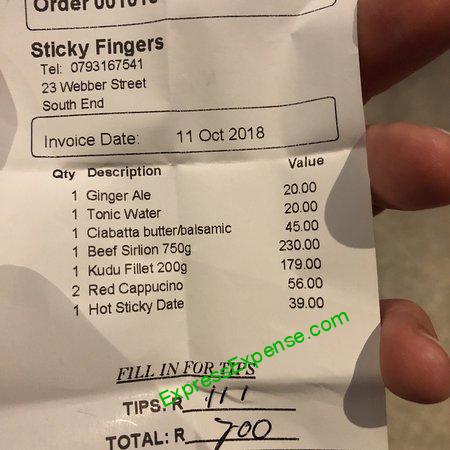 Order 001016
Sticky Fingers
Tel: 0793167541
23 Webber Street
South End
Invoice Date: 11 Oct 2018
Qty Description Value
1 Ginger Ale 20.00
1 Tonic Water 20.00
1 Ciabatta butter/balsamic 45.00
1 Beef Sirlion 750g 230.00
1 Kudu Fillet 200g 179.00
2 Red Cappucino 56.00
1 Hot Sticky Date 39.00
FILL IN FOR TIPS
ExpressExpense.com
TIPS: R 111
TOTAL: R 700